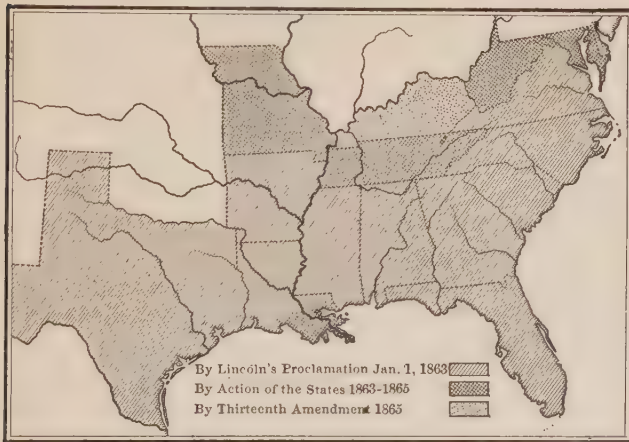 By Lincoln's Proclamation Jan. 1, 1863
By Action of the States 1863-1865
By Thirteenth Amendment 1865